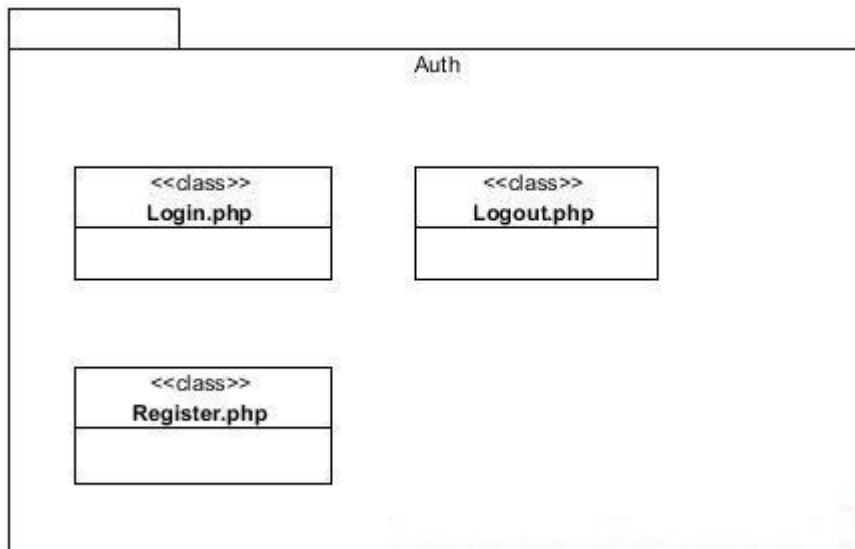 Auth
<<class>>
Login.php
<<class>>
Logout.php
<<class>>
Register.php